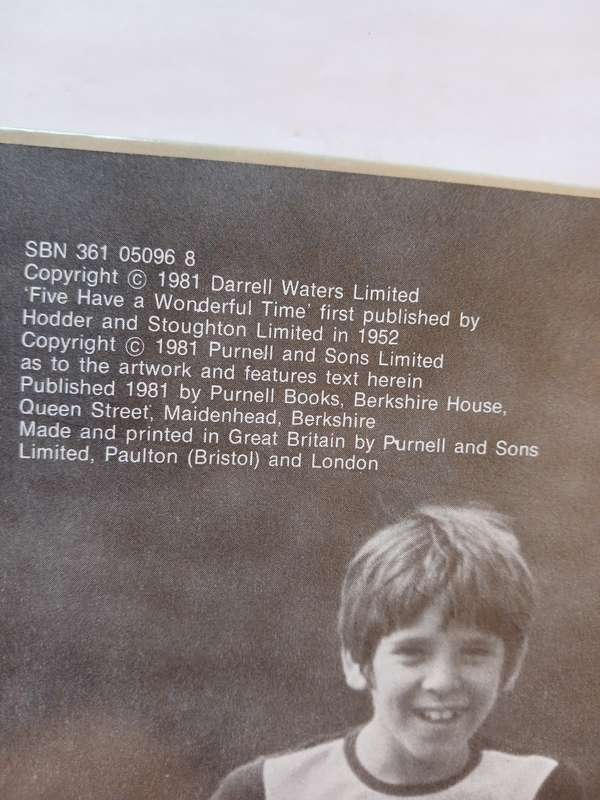 SBN 361 05096 8
Copyright © 1981 Darrell Waters Limited
'Five Have a Wonderful Time' first published by
Hodder and Stoughton Limited in 1952
Copyright © 1981 Purnell and Sons Limited
as to the artwork and features text herein
Published 1981 by Purnell Books, Berkshire House,
Queen Street, Maidenhead, Berkshire
Made and printed in Great Britain by Purnell and Sons
Limited, Paulton (Bristol) and London